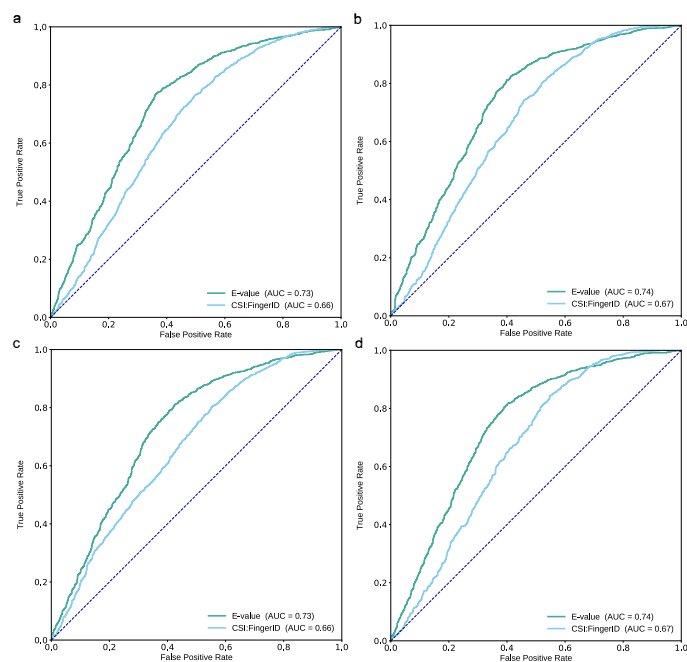 a
1.0
0.8
0.6
0.4
0.2
0.0
True Positive Rate
0.0 0.2 0.4 0.6 0.8 1.0
False Positive Rate
E-value (AUC = 0.73)
CSI:FingerID (AUC = 0.66)
b
1.0
0.8
0.6
0.4
0.2
0.0
True Positive Rate
0.0 0.2 0.4 0.6 0.8 1.0
False Positive Rate
E-value (AUC = 0.74)
CSI:FingerID (AUC = 0.67)
c
1.0
0.8
0.6
0.4
0.2
0.0
True Positive Rate
0.0 0.2 0.4 0.6 0.8 1.0
False Positive Rate
E-value (AUC = 0.73)
CSI:FingerID (AUC = 0.66)
d
1.0
0.8
0.6
0.4
0.2
0.0
True Positive Rate
0.0 0.2 0.4 0.6 0.8 1.0
False Positive Rate
E-value (AUC = 0.74)
CSI:FingerID (AUC = 0.67)